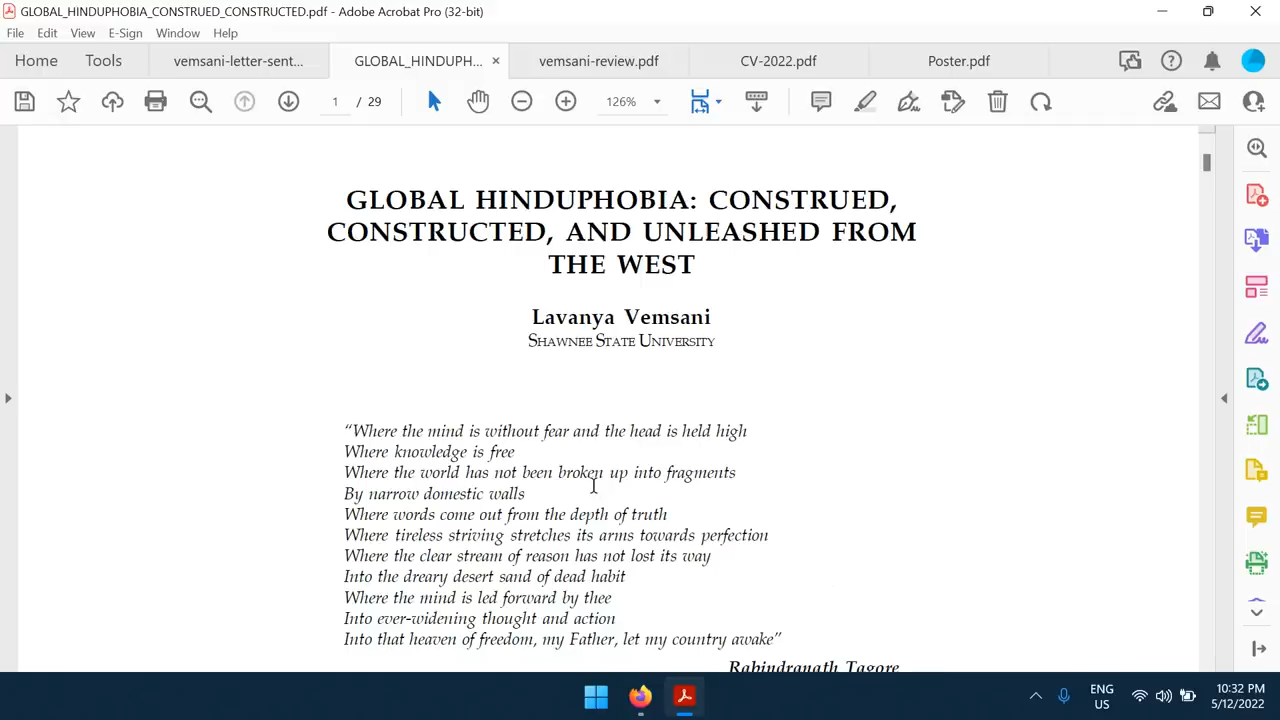 GLOBAL_HINDUPHOBIA_CONSTRUED_CONSTRUCTED.pdf - Adobe Acrobat Pro (32-bit)
File Edit View E-Sign Window Help
Home Tools vemsani-letter-sent... GLOBAL_HINDUPH... × vemsani-review.pdf CV-2022.pdf Poster.pdf
1 / 29 126%
GLOBAL HINDUPHOBIA: CONSTRUED,
CONSTRUCTED, AND UNLEASHED FROM
THE WEST
Lavanya Vemsani
SHAWNEE STATE UNIVERSITY
“Where the mind is without fear and the head is held high
Where knowledge is free
Where the world has not been broken up into fragments
By narrow domestic walls
Where words come out from the depth of truth
Where tireless striving stretches its arms towards perfection
Where the clear stream of reason has not lost its way
Into the dreary desert sand of dead habit
Where the mind is led forward by thee
Into ever-widening thought and action
Into that heaven of freedom, my Father, let my country awake”
Rabindranath Tagore
ENG
US
10:32 PM
5/12/2022